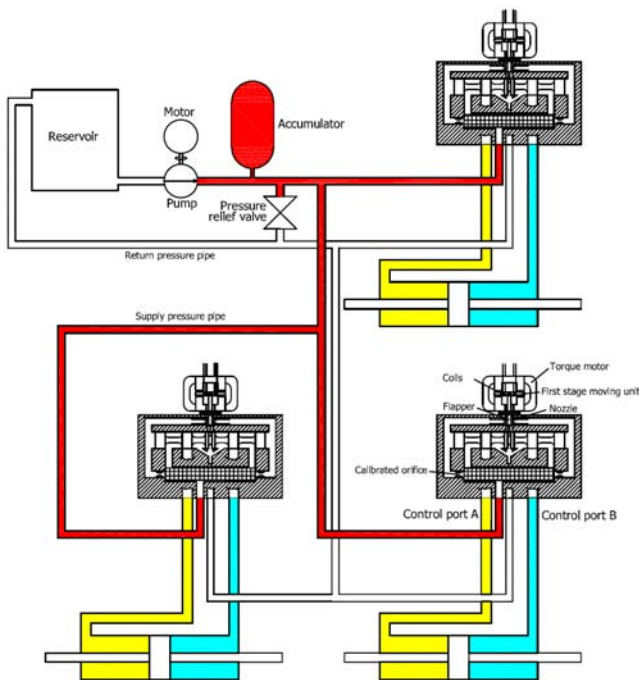 Motor
Accumulator
Reservoir
Pump
Pressure
relief valve
Return pressure pipe
Supply pressure pipe
Torque motor
Coils
First stage moving unit
Flapper
Nozzle
Calibrated orifice
Control port A
Control port B